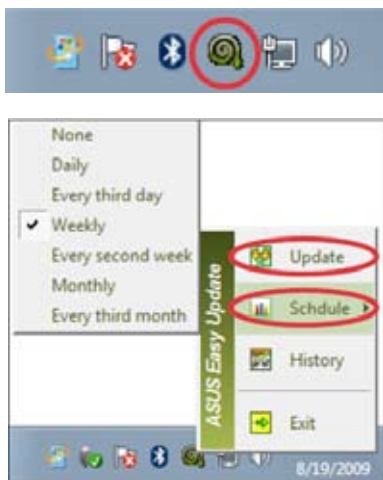 None
Daily
Every third day
Weekly
Every second week
Monthly
Every third month
ASUS Easy Update
Update
Schdule
History
Exit
8/19/2009